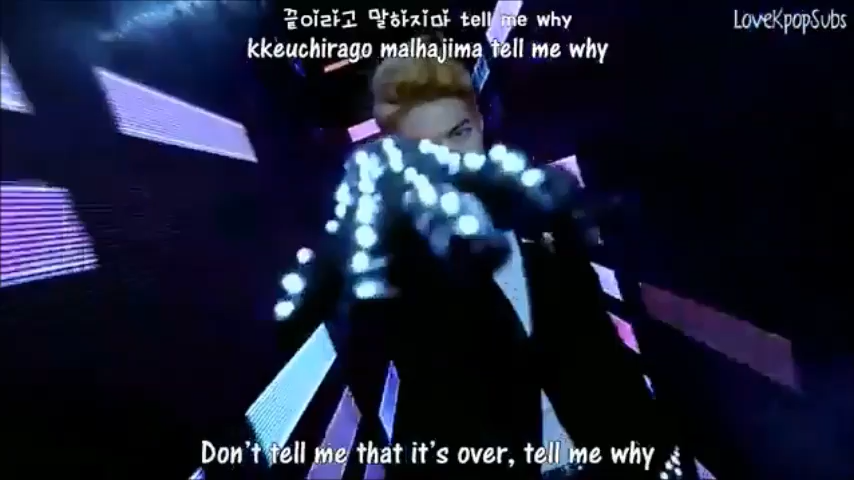 끝이라고 말하지마 tell me why
LoveKpopSubs
kkeuchirago malhajima tell me why
Don't tell me that it's over, tell me why